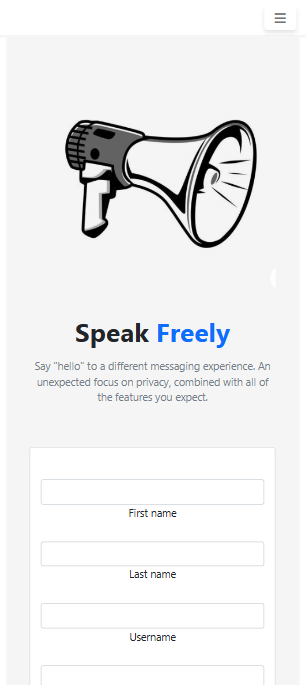 Speak Freely
Say "hello" to a different messaging experience. An
unexpected focus on privacy, combined with all of
the features you expect.
First name
Last name
Username